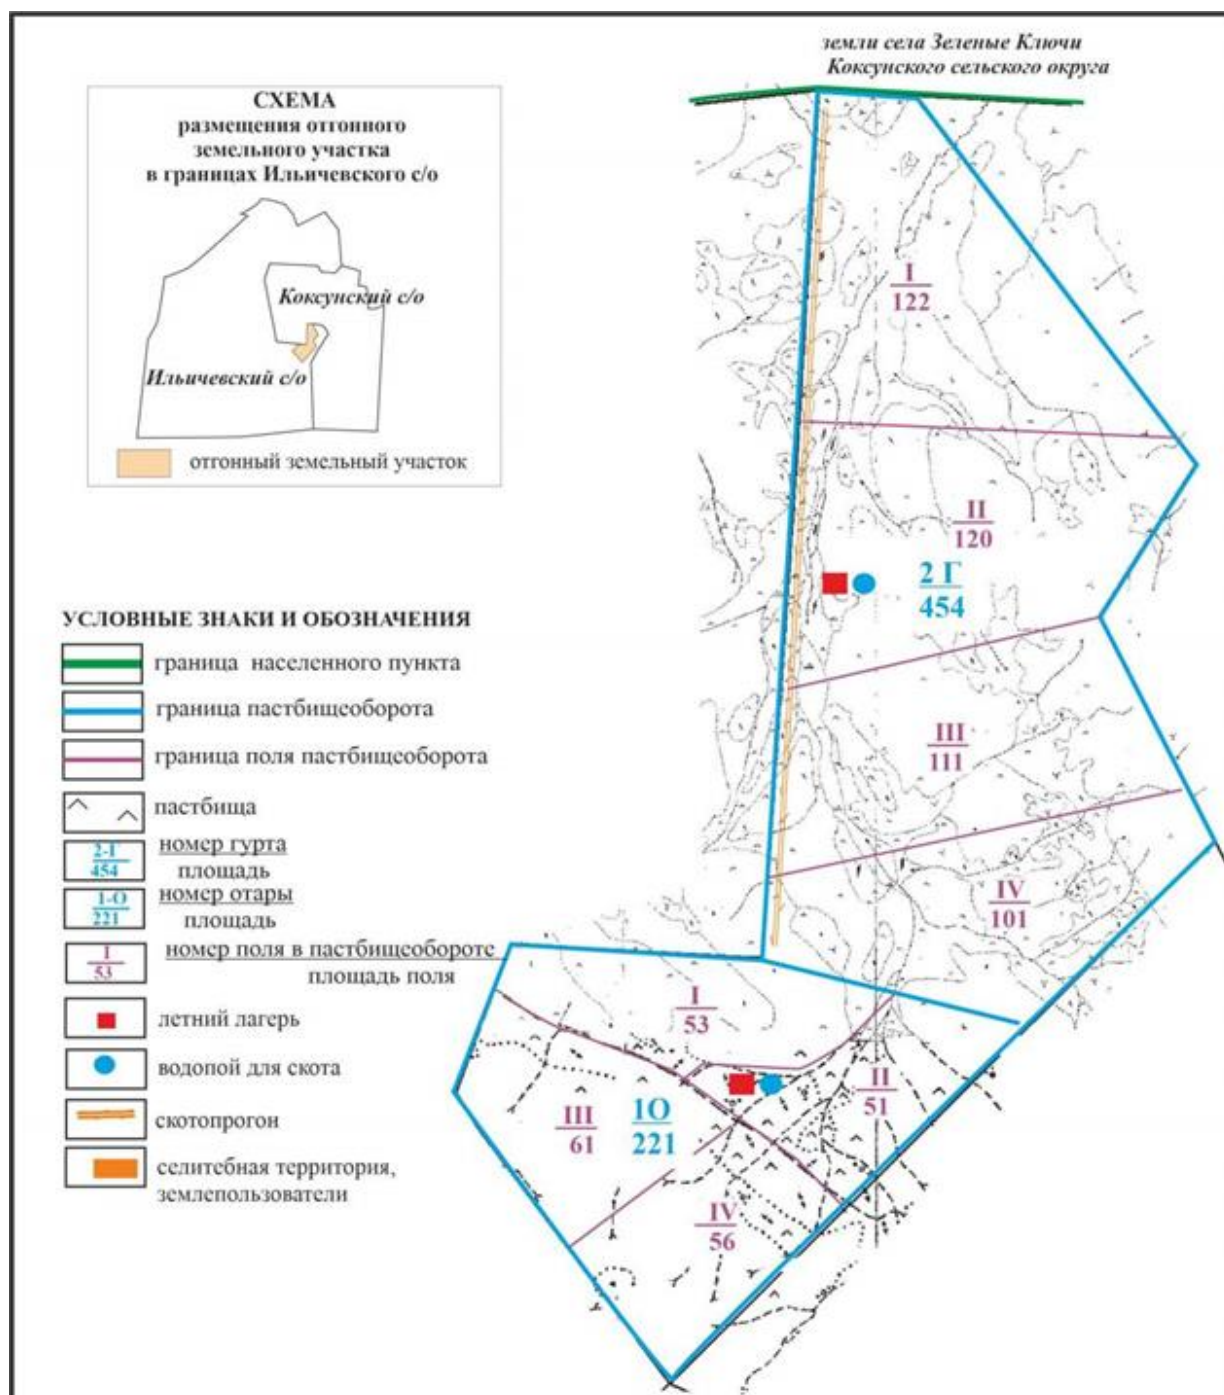 земли села Зеленые Ключи
Коксунского сельского округа
СХЕМА
размещения отгонного
земельного участка
в границах Ильичевского с/о
Коксунский с/о
Ильичевский с/о
отгонный земельный участок
I
122
II
120
2 Г
454
III
111
IV
101
I
53
II
51
III
61
1О
221
IV
56
УСЛОВНЫЕ ЗНАКИ И ОБОЗНАЧЕНИЯ
граница населенного пункта
граница пастбищеоборота
граница поля пастбищеоборота
пастбища
2-Г
454
номер гурта
площадь
1-О
221
номер отары
площадь
I
53
номер поля в пастбищеобороте
площадь поля
летний лагерь
водопой для скота
скотопрогон
селитебная территория,
землепользователи